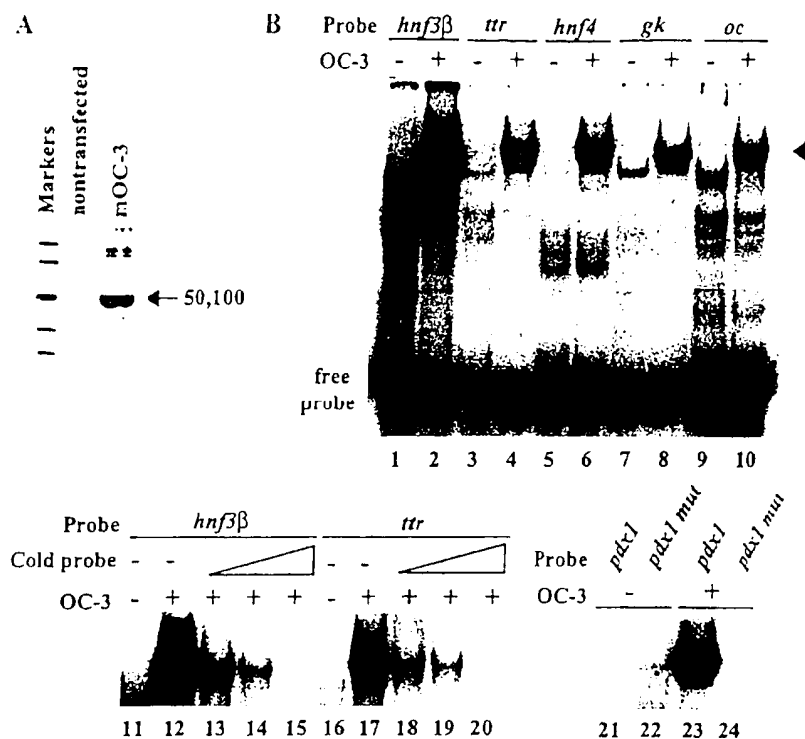 A
Markers
nontransfected
mOC-3
50,100
B
Probe hnf3β ttr hnf4 gk oc
OC-3 - + - + - + - + - +
free
probe
1 2 3 4 5 6 7 8 9 10
Probe hnf3β ttr
Cold probe - - - -
OC-3 - + + + + - + + + +
11 12 13 14 15 16 17 18 19 20
Probe pdx1 pdx1 mut pdx1 pdx1 mut
OC-3 - +
21 22 23 24